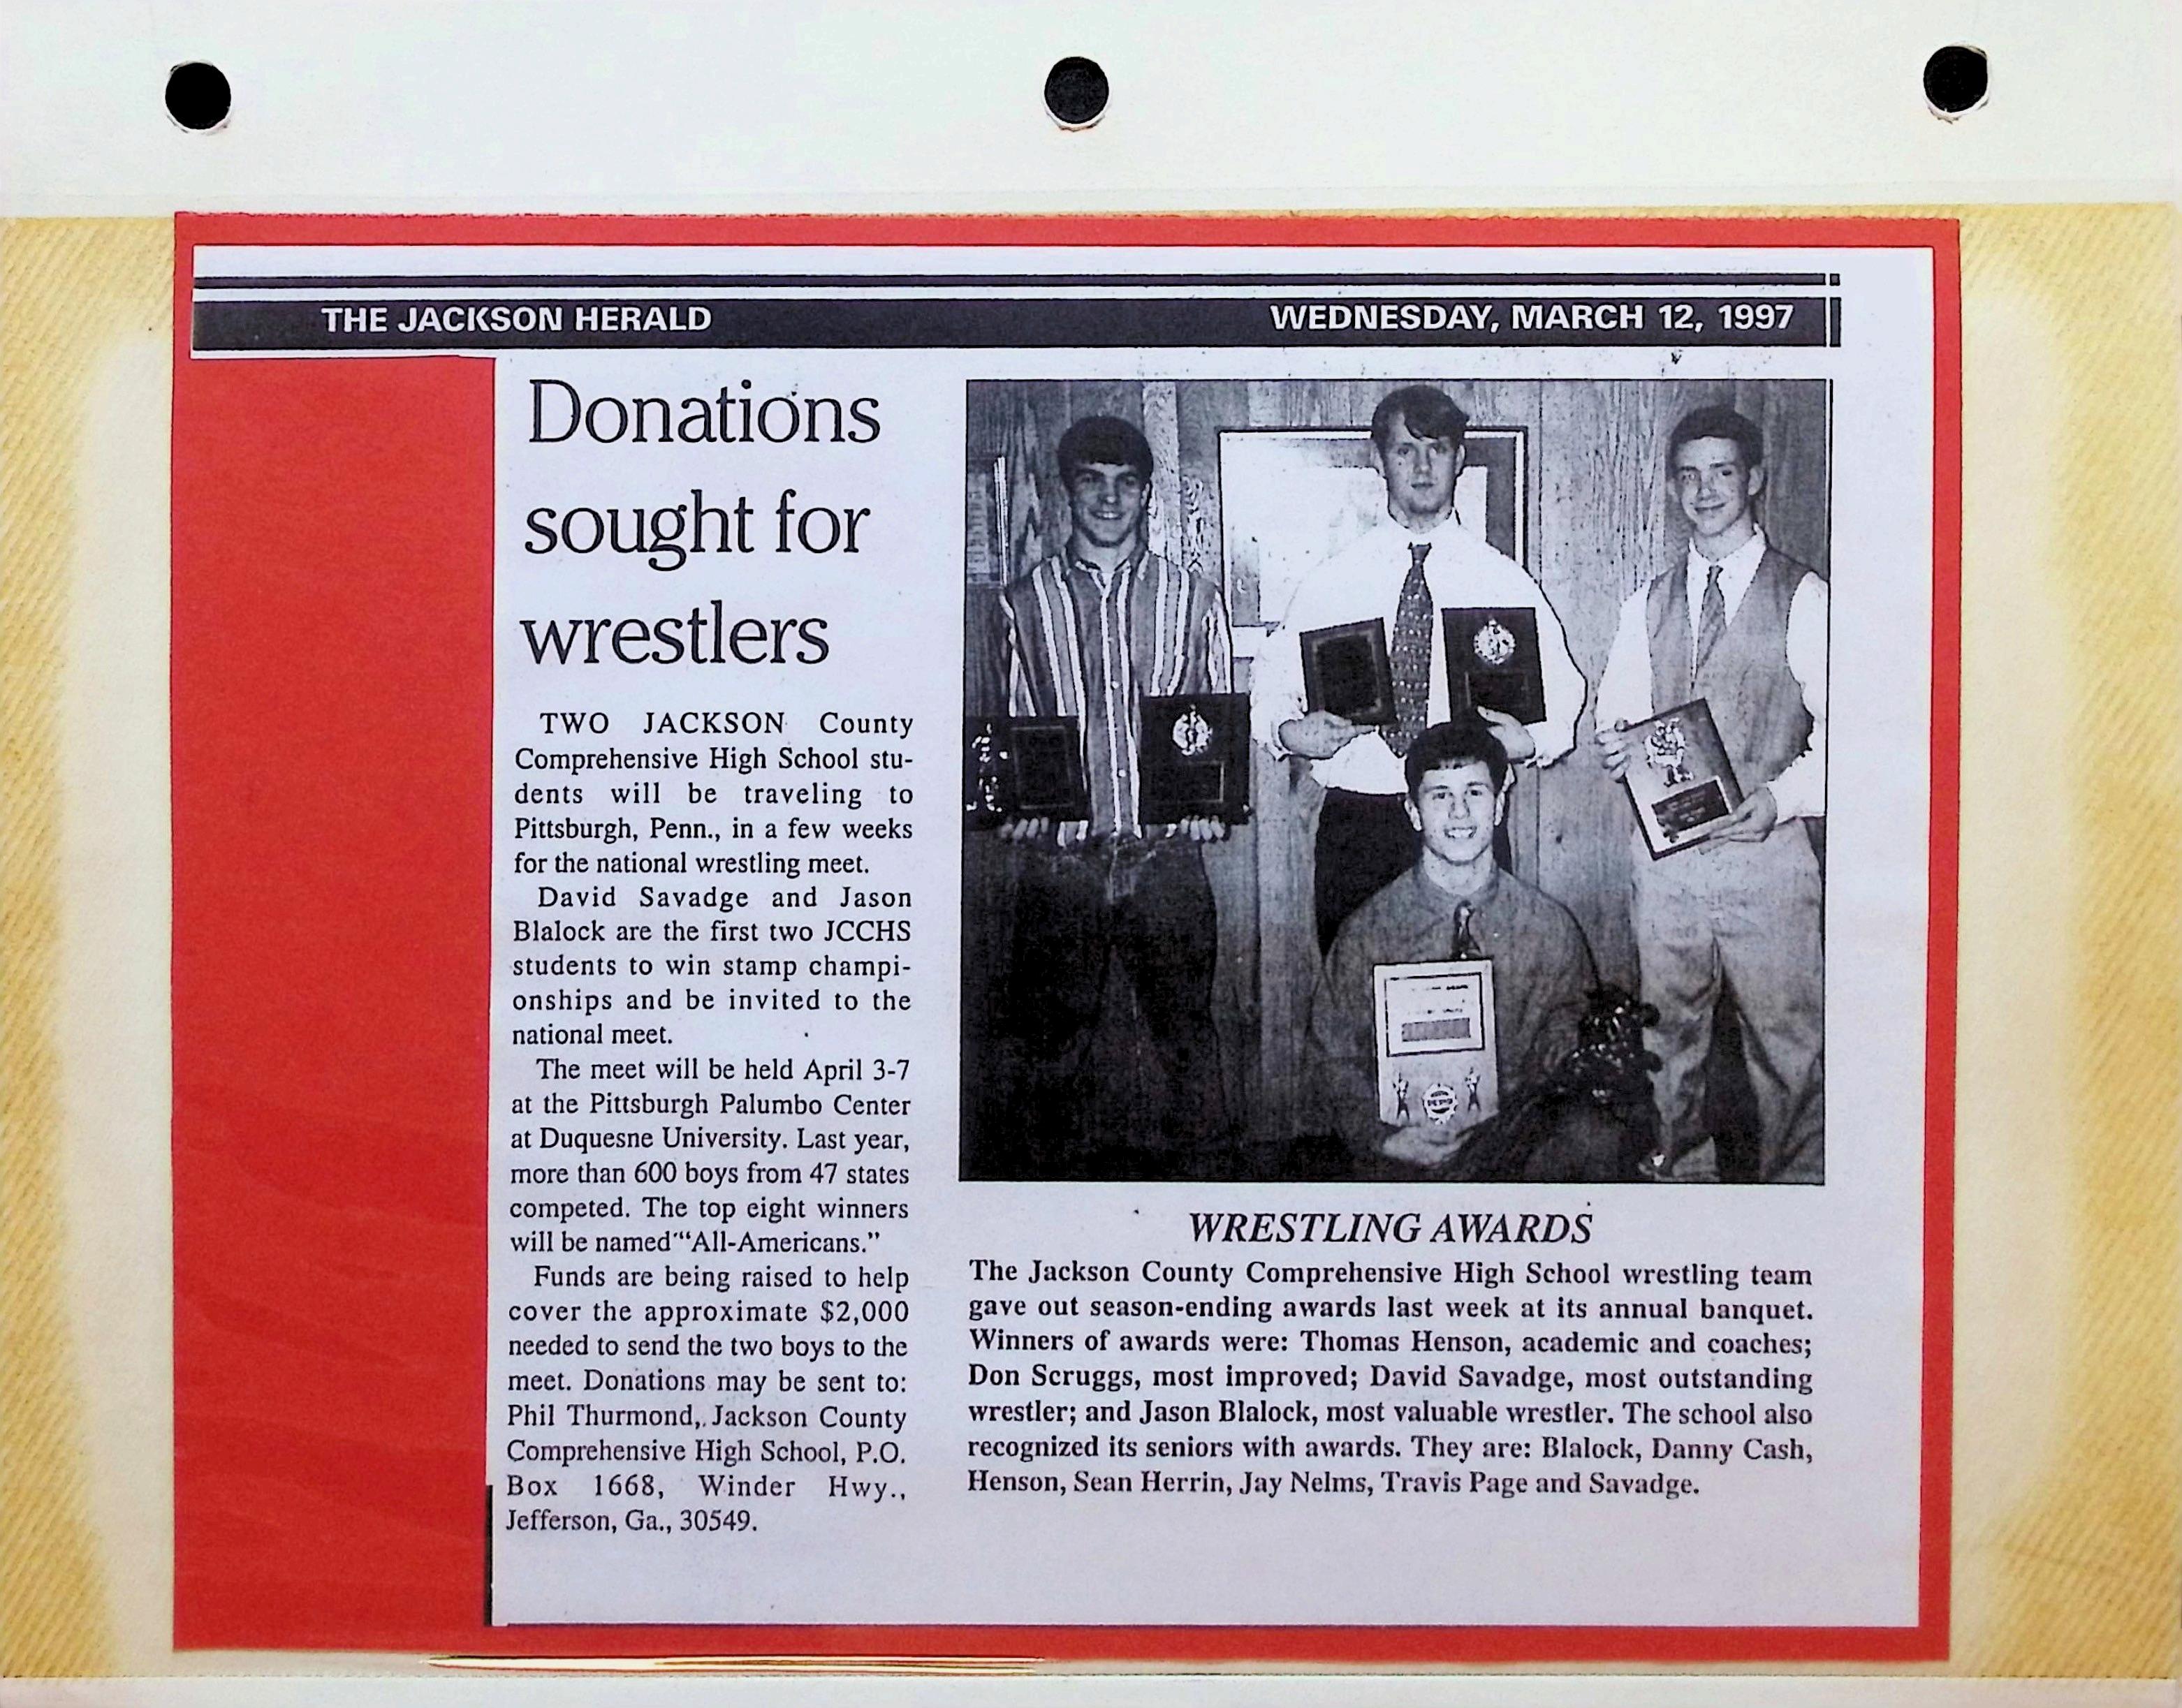 THE JACKSON HERALD
WEDNESDAY, MARCH 12, 1997
Donations
sought for
wrestlers
TWO JACKSON County
Comprehensive High School stu-
dents will be traveling to
Pittsburgh, Penn., in a few weeks
for the national wrestling meet.
David Savadge and Jason
Blalock are the first two JCCHS
students to win stamp champi-
onships and be invited to the
national meet.
The meet will be held April 3-7
at the Pittsburgh Palumbo Center
at Duquesne University. Last year,
more than 600 boys from 47 states
competed. The top eight winners
will be named "All-Americans."
Funds are being raised to help
cover the approximate $2,000
needed to send the two boys to the
meet. Donations may be sent to:
Phil Thurmond, Jackson County
Comprehensive High School, P.O.
Box 1668, Winder Hwy.,
Jefferson, Ga., 30549.
WRESTLING AWARDS
The Jackson County Comprehensive High School wrestling team
gave out season-ending awards last week at its annual banquet.
Winners of awards were: Thomas Henson, academic and coaches;
Don Scruggs, most improved; David Savadge, most outstanding
wrestler; and Jason Blalock, most valuable wrestler. The school also
recognized its seniors with awards. They are: Blalock, Danny Cash,
Henson, Sean Herrin, Jay Nelms, Travis Page and Savadge.